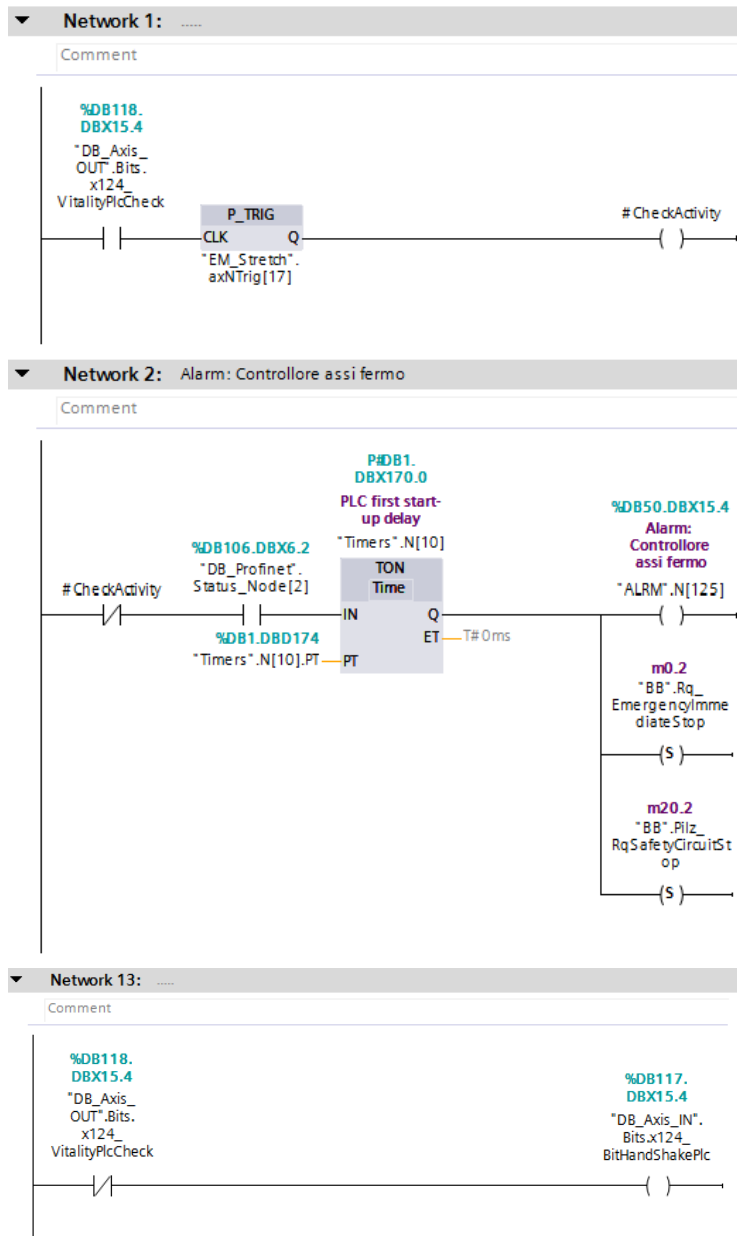 Network 1: .....
Comment
%DB118.
DBX15.4
"DB_Axis_
OUT".Bits.
x124_
VitalityPlcCheck
P_TRIG
CLK Q
"EM_Stretch".
axNTrig[17]
#CheckActivity
Network 2: Alarm: Controllore assi fermo
Comment
#CheckActivity
%DB106.DBX6.2
"DB_Profinet".
Status_Node[2]
%DB1.DBD174
"Timers".N[10].PT
P#DB1.
DBX170.0
PLC first start-
up delay
"Timers".N[10]
TON
Time
IN Q
PT ET
T#0ms
%DB50.DBX15.4
Alarm:
Controllore
assi fermo
"ALRM".N[125]
m0.2
"BB".Rq_
EmergencyImme
diateStop
S
m20.2
"BB".Pilz_
RqSafetyCircuitSt
op
S
Network 13: .....
Comment
%DB118.
DBX15.4
"DB_Axis_
OUT".Bits.
x124_
VitalityPlcCheck
%DB117.
DBX15.4
"DB_Axis_IN".
Bits.x124_
BitHandShakePlc